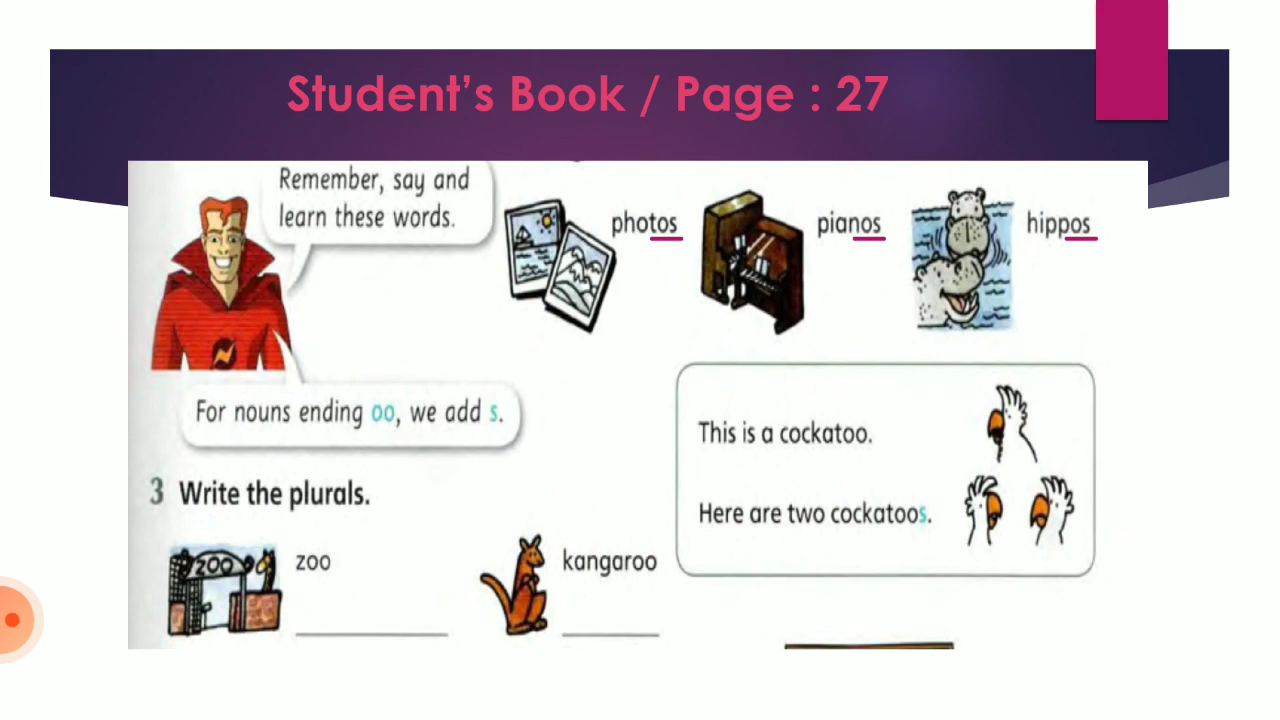 Student's Book / Page : 27
Remember, say and
learn these words.
photos
pianos
hippos
For nouns ending oo, we add s.
This is a cockatoo.
Here are two cockatoos.
3 Write the plurals.
ZOO
zoo
kangaroo